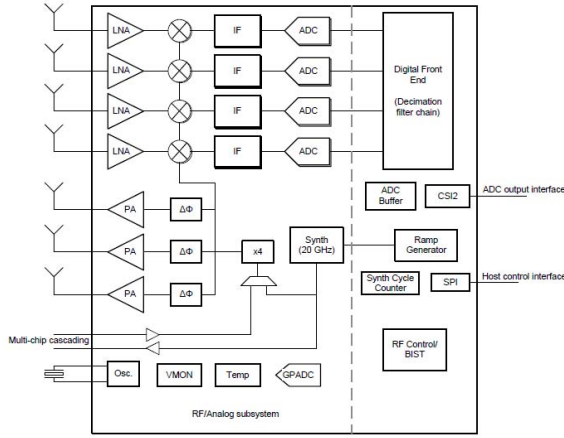 LNA
IF
ADC
LNA
IF
ADC
LNA
IF
ADC
LNA
IF
ADC
Digital Front
End
(Decimation
filter chain)
PA
ΔΦ
PA
ΔΦ
PA
ΔΦ
x4
Synth
(20 GHz)
ADC
Buffer
CSI2
ADC output interface
Ramp
Generator
Synth Cycle
Counter
SPI
Host control interface
RF Control/
BIST
Multi-chip cascading
Osc.
VMON
Temp
GPADC
RF/Analog subsystem